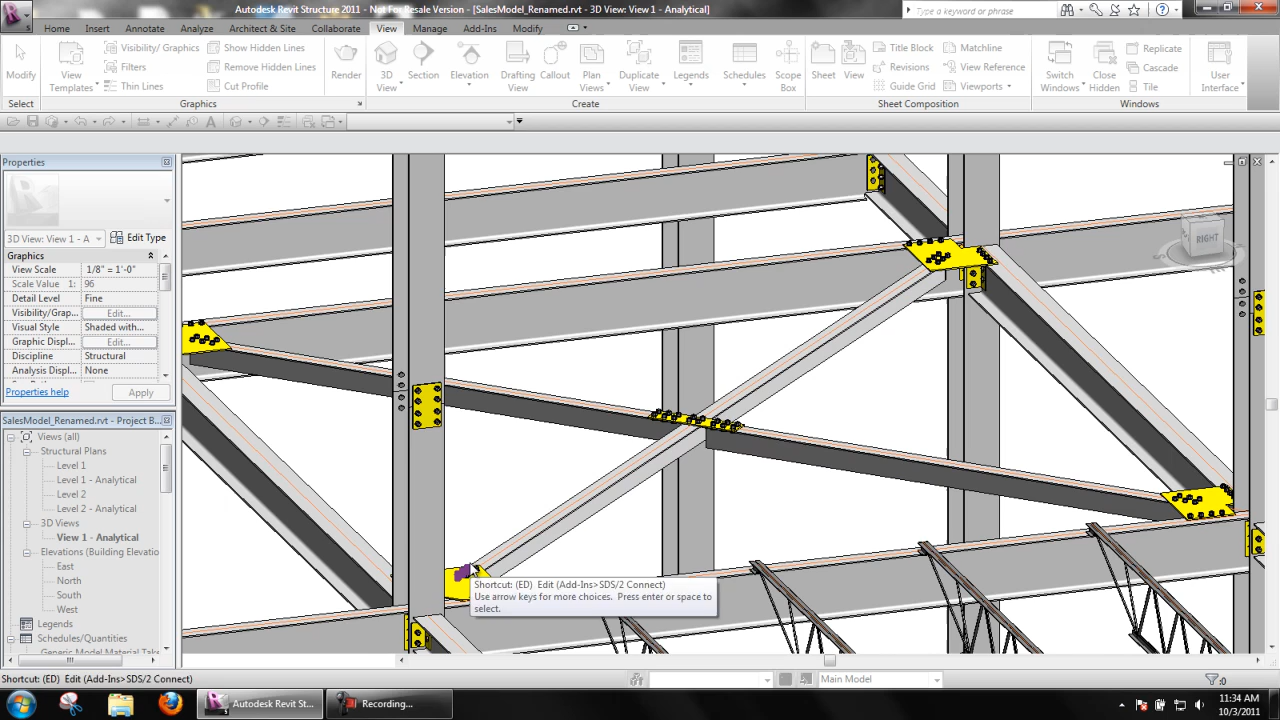 Autodesk Revit Structure 2011 - Not For Resale Version - [SalesModel_Renamed.rvt - 3D View: View 1 - Analytical]
Type a keyword or phrase
Home Insert Annotate Analyze Architect & Site Collaborate View Manage Add-Ins Modify
Visibility/ Graphics Show Hidden Lines
Title Block Matchline Replicate
Filters Remove Hidden Lines
Revisions View Reference Cascade
Modify View Templates Render 3D View Section Elevation Drafting View Callout Plan Views Duplicate View Legends Schedules Scope Box Sheet View Switch Windows Close Hidden User Interface
Thin Lines Cut Profile
Guide Grid Viewports Tile
Select Graphics Create Sheet Composition Windows
Properties
3D View: View 1 - A Edit Type
Graphics
View Scale 1/8" = 1'-0"
Scale Value 1: 96
Detail Level Fine
Visibility/Grap... Edit...
Visual Style Shaded with...
Graphic Displ... Edit...
Discipline Structural
Analysis Displ... None
Properties help Apply
SalesModel_Renamed.rvt - Project B...
Views (all)
Structural Plans
Level 1
Level 1 - Analytical
Level 2
Level 2 - Analytical
3D Views
View 1 - Analytical
Elevations (Building Elevatio
East
North
South
West
Legends
Schedules/Quantities
Generic Model Material Take
RIGHT
Shortcut: (ED) Edit (Add-Ins>SDS/2 Connect)
Use arrow keys for more choices. Press enter or space to
select.
Shortcut: (ED) Edit (Add-Ins>SDS/2 Connect)
Main Model
:0
Autodesk Revit St...
Recording...
11:34 AM
10/3/2011